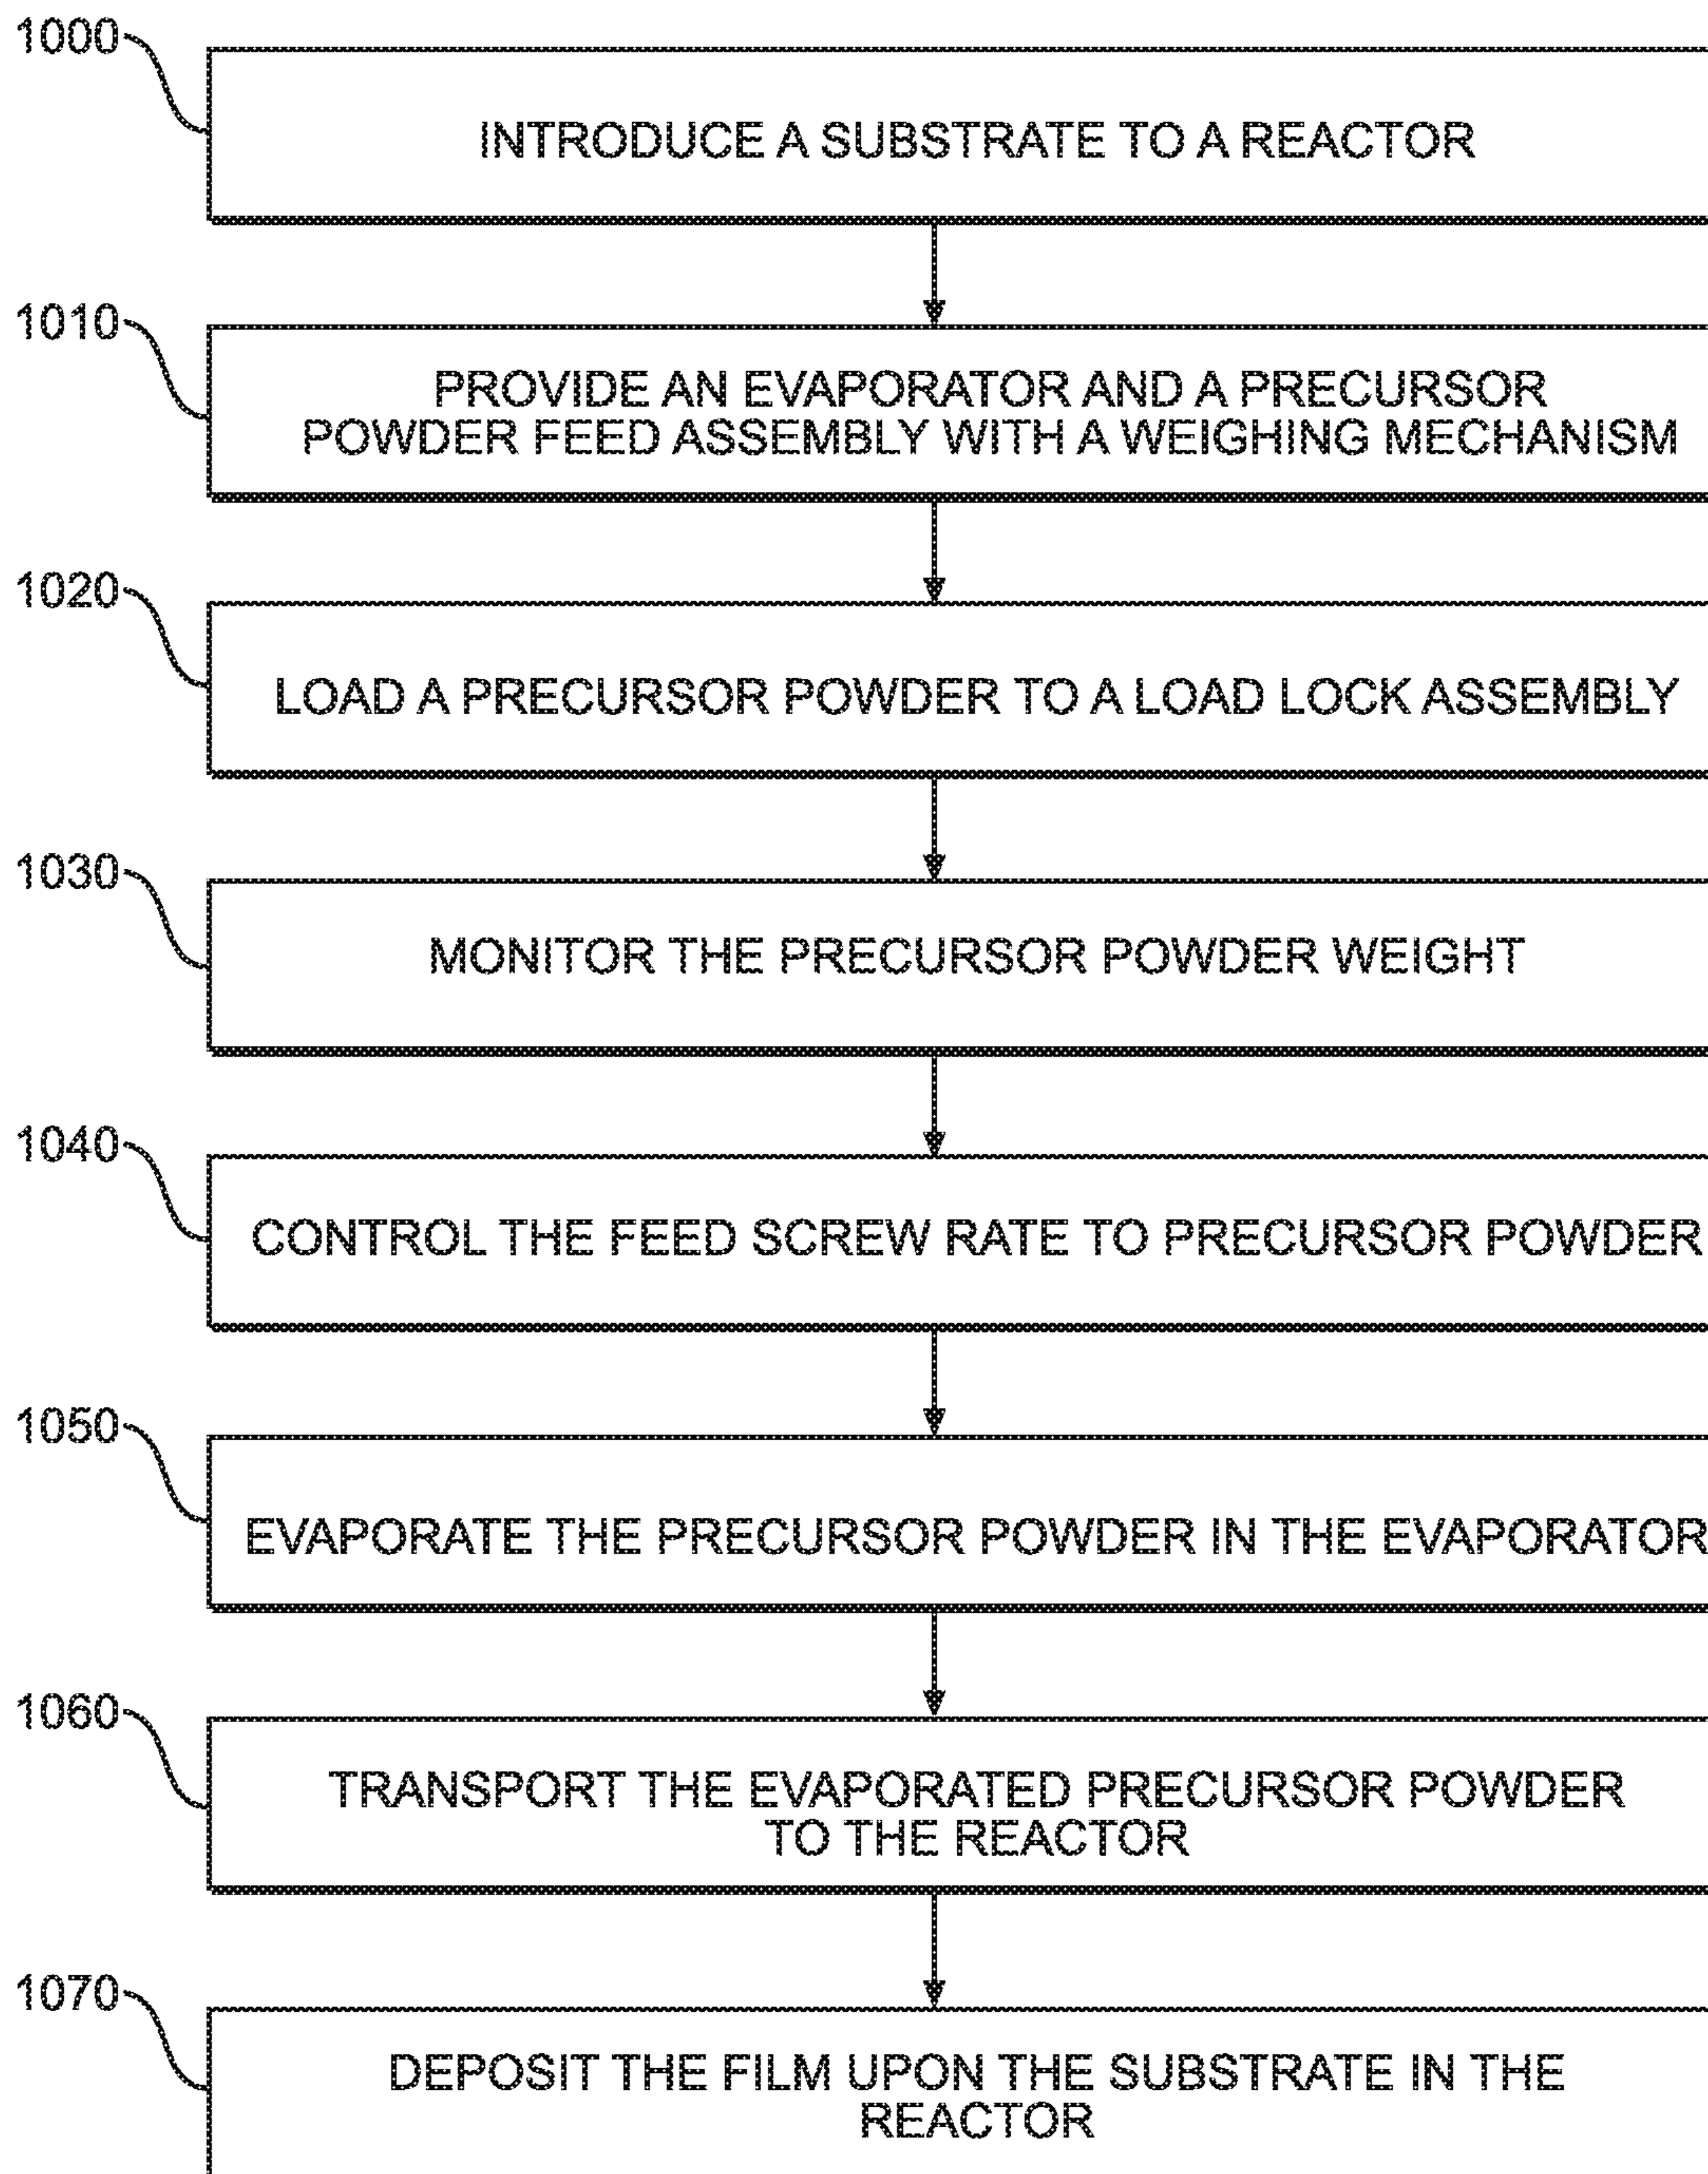 1000
INTRODUCE A SUBSTRATE TO A REACTOR
1010
PROVIDE AN EVAPORATOR AND A PRECURSOR
POWDER FEED ASSEMBLY WITH A WEIGHING MECHANISM
1020
LOAD A PRECURSOR POWDER TO A LOAD LOCK ASSEMBLY
1030
MONITOR THE PRECURSOR POWDER WEIGHT
1040
CONTROL THE FEED SCREW RATE TO PRECURSOR POWDER
1050
EVAPORATE THE PRECURSOR POWDER IN THE EVAPORATOR
1060
TRANSPORT THE EVAPORATED PRECURSOR POWDER
TO THE REACTOR
1070
DEPOSIT THE FILM UPON THE SUBSTRATE IN THE
REACTOR